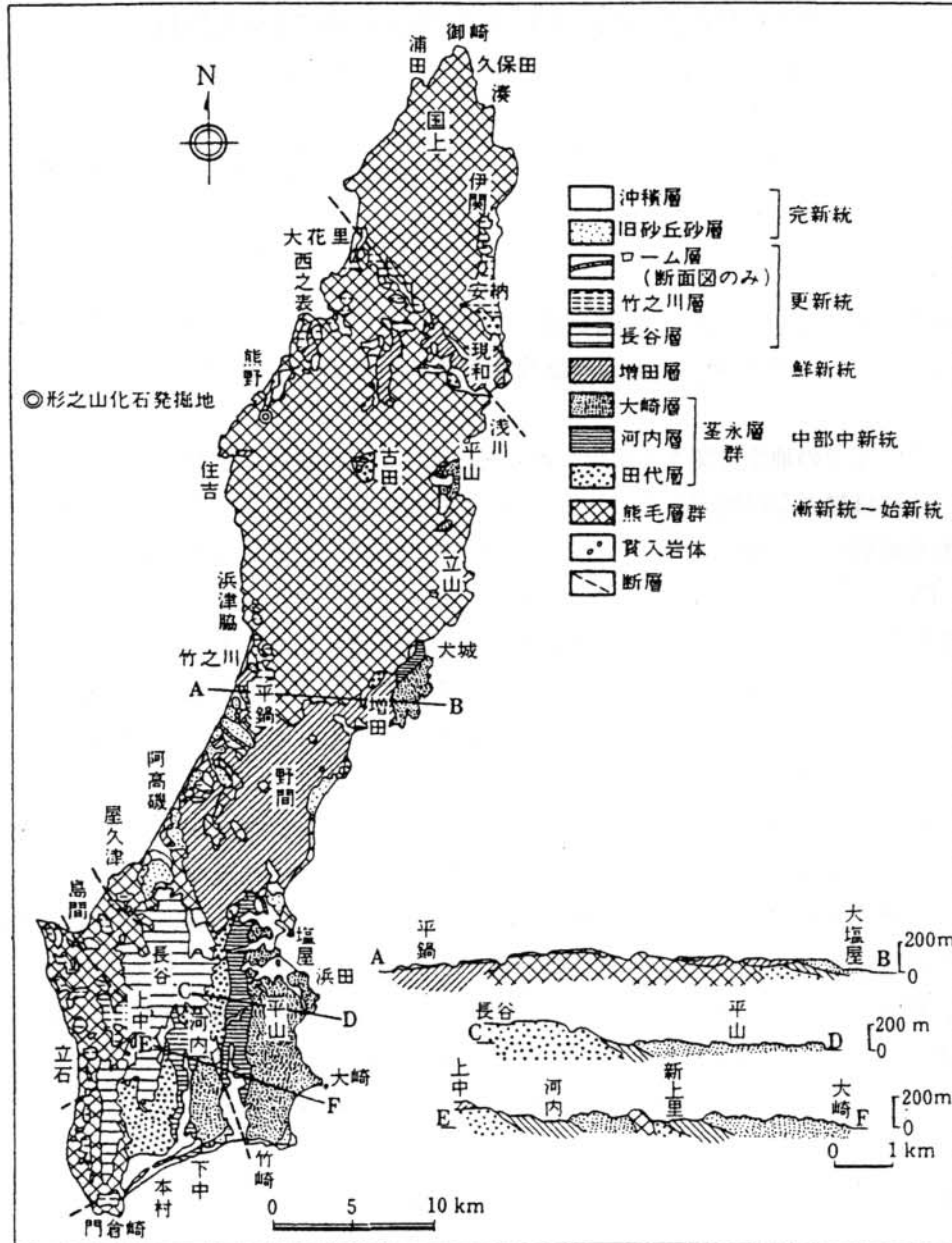 御崎
浦田
久保田
湊
N
国上
伊関
大花里
西之表
安納
現和
熊野
◎形之山化石発掘地
浅川
住吉
古田
平山
立山
浜津脇
犬城
竹之川
A
平鍋
増田
B
野間
阿高磯
屋久津
島間
塩屋
長谷
浜田
C
平山
D
上中
河内
E
立石
大崎
F
竹崎
下中
本村
門倉崎
0 5 10 km
沖積層
旧砂丘砂層
完新統
ローム層
(断面図のみ)
竹之川層
長谷層
更新統
増田層
鮮新統
大崎層
河内層
田代層
茎永層群
中部中新統
熊毛層群
漸新統~始新統
貫入岩体
断層
A
平鍋
大塩屋
B
200m
0
長谷
C
平山
D
200 m
0
上中
E
河内
新上里
大崎
F
200m
0
0 1 km